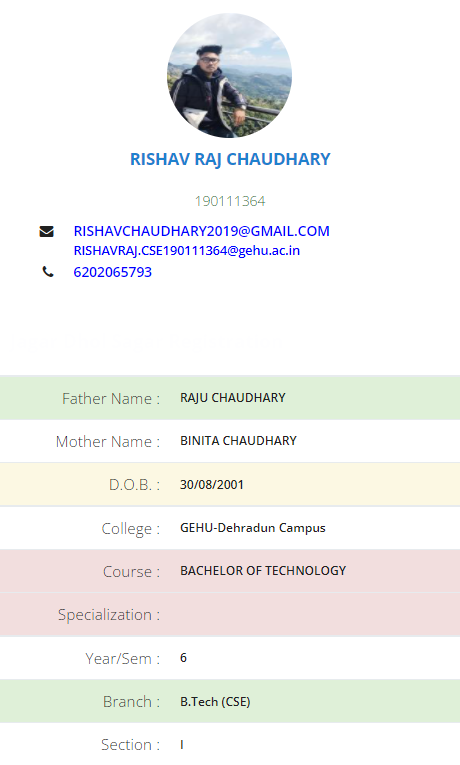 RISHAV RAJ CHAUDHARY
190111364
RISHAVCHAUDHARY2019@GMAIL.COM
RISHAVRAJ.CSE190111364@gehu.ac.in
6202065793
Father Name : RAJU CHAUDHARY
Mother Name : BINITA CHAUDHARY
D.O.B. : 30/08/2001
College : GEHU-Dehradun Campus
Course : BACHELOR OF TECHNOLOGY
Specialization :
Year/Sem : 6
Branch : B.Tech (CSE)
Section : I